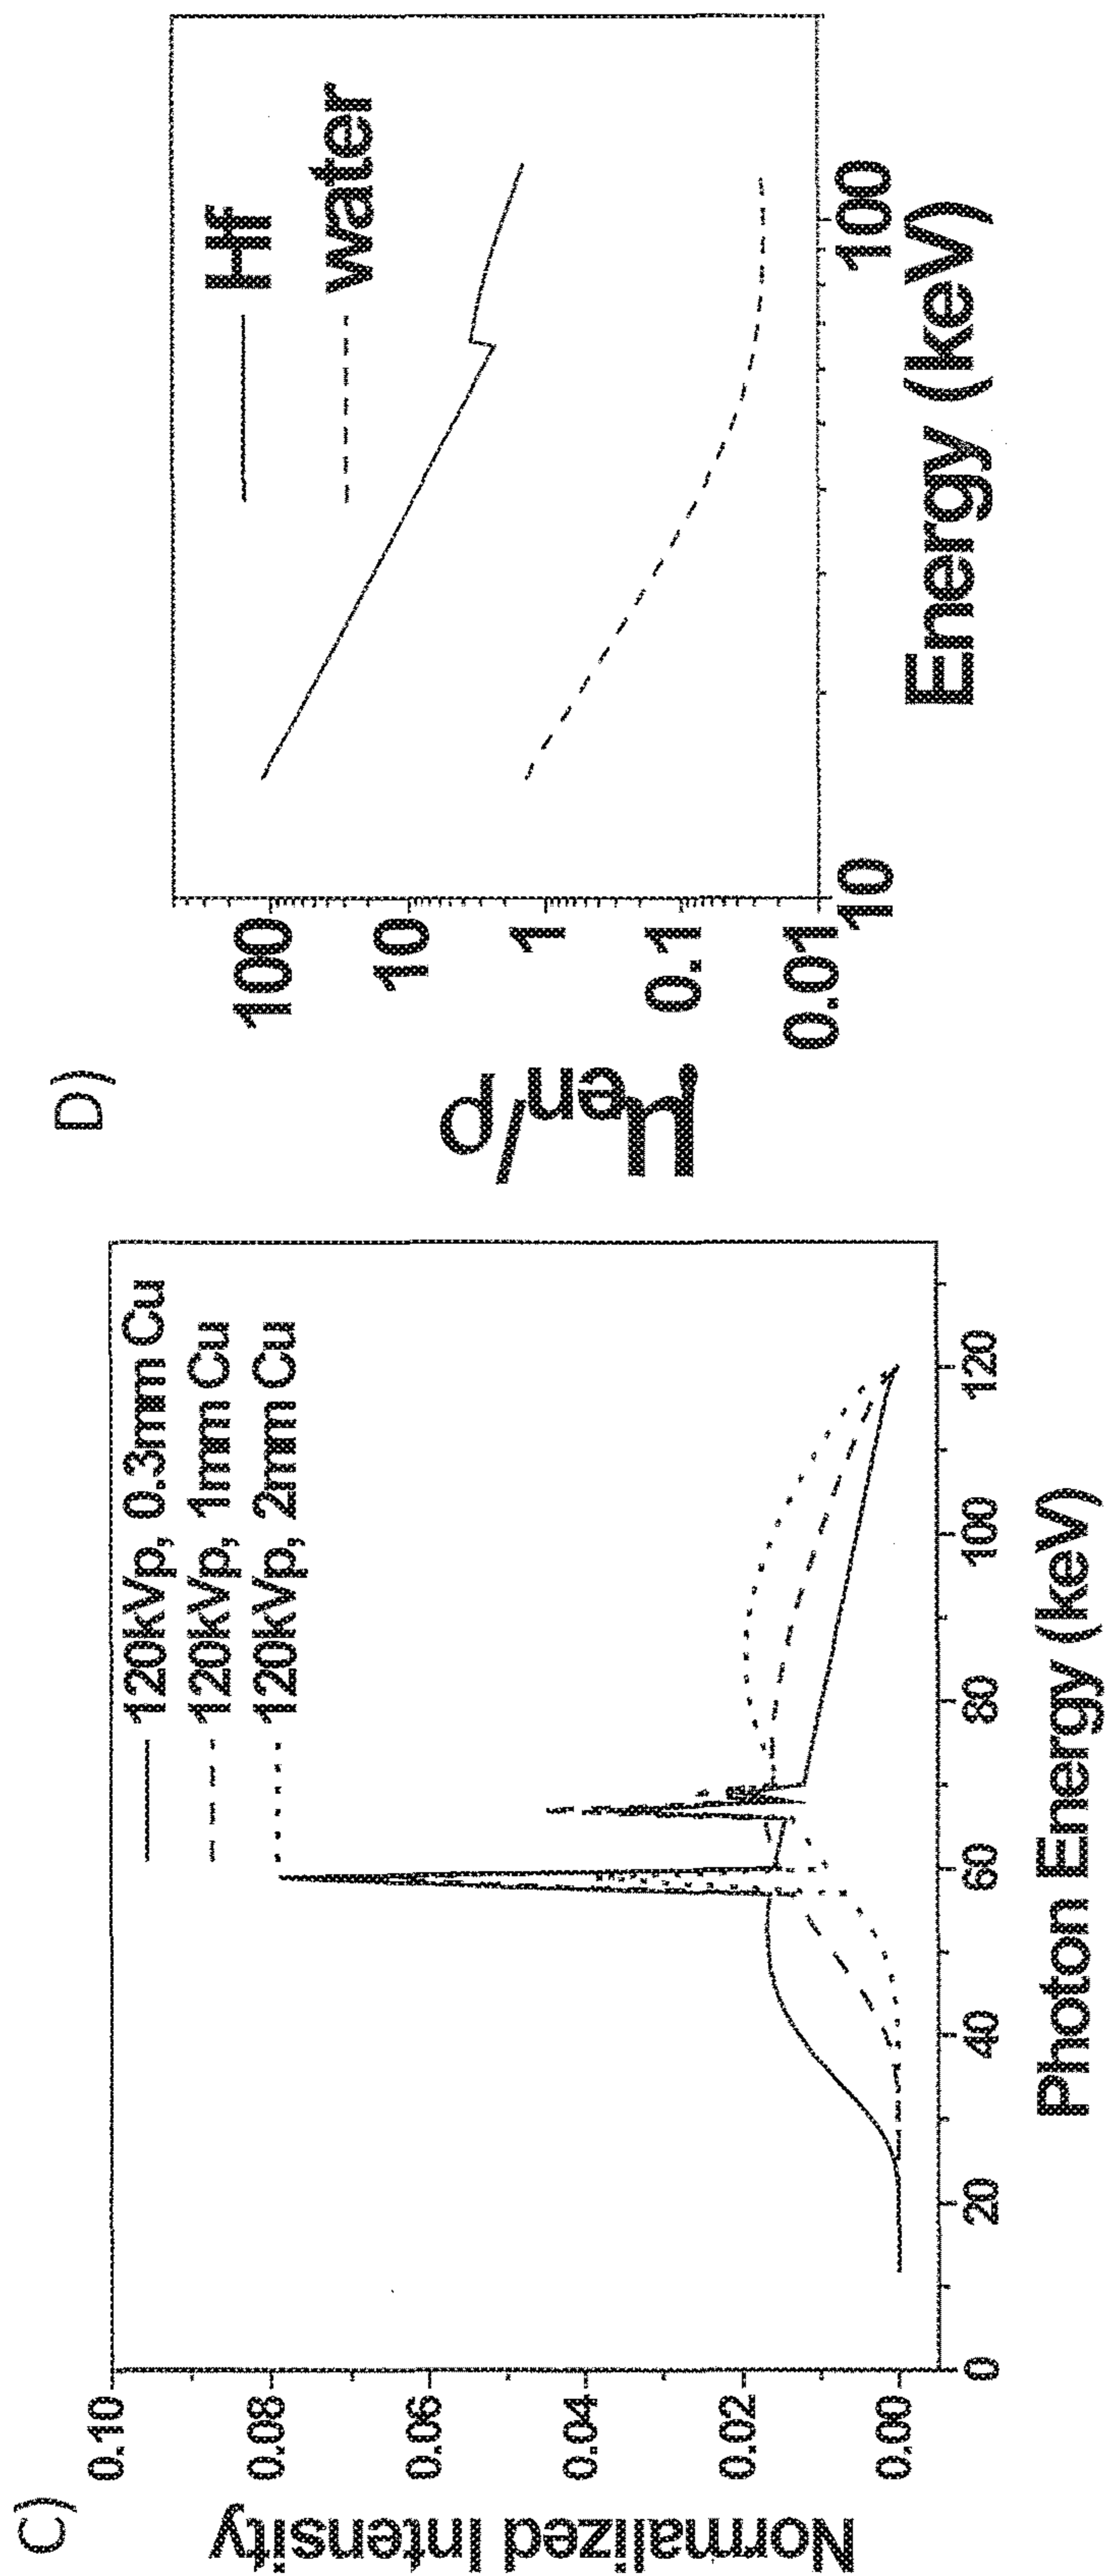 C)
Normalized Intensity
0.10
0.08
0.06
0.04
0.02
0.00
120kVp, 0.3mm Cu
120kVp, 1mm Cu
120kVp, 2mm Cu
0 20 40 60 80 100 120
Photon Energy (keV)
D)
μen/ρ
100
10
1
0.1
0.01
Hf
water
10 100
Energy (keV)